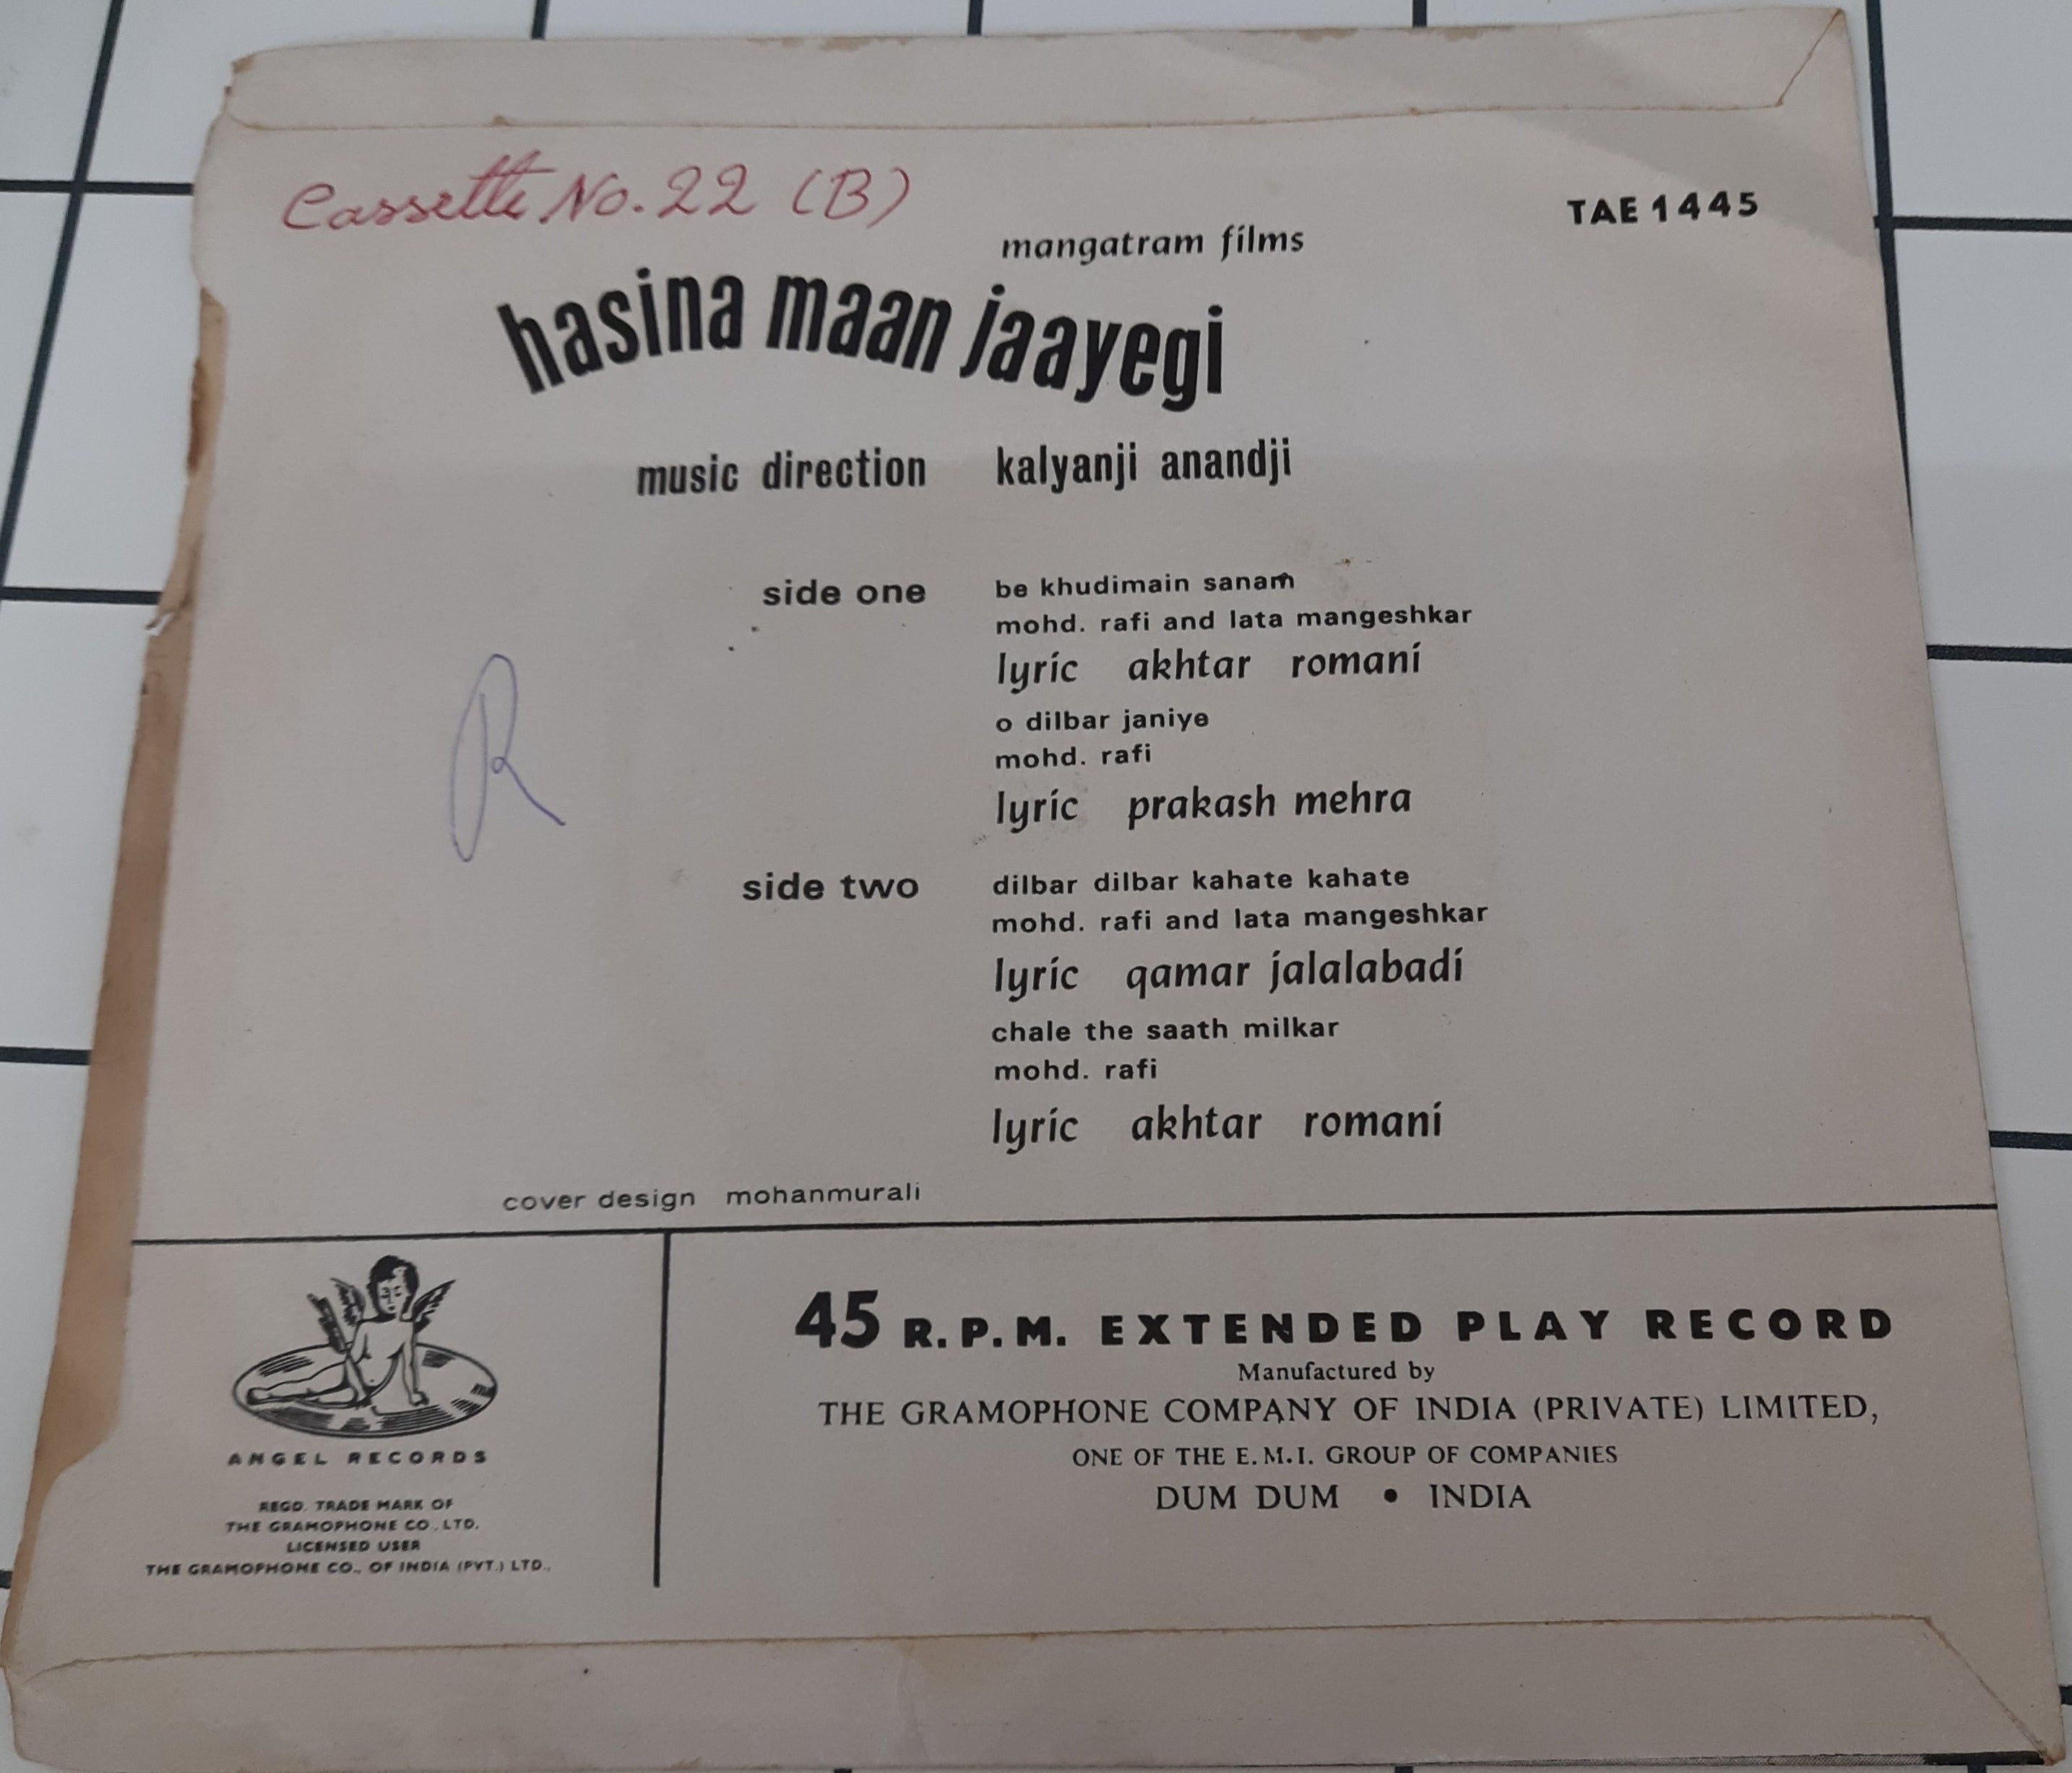 Cassette No. 22 (B)
TAE 1445
mangatram films
hasina maan jaayegi
music direction kalyanji anandji
side one be khudimain sanam
mohd. rafi and lata mangeshkar
lyric akhtar romani
o dilbar janiye
mohd. rafi
lyric prakash mehra
R
side two dilbar dilbar kahate kahate
mohd. rafi and lata mangeshkar
lyric qamar jalalabadi
chale the saath milkar
mohd. rafi
lyric akhtar romani
cover design mohanmurali
ANGEL RECORDS
REGD. TRADE MARK OF
THE GRAMOPHONE CO. LTD.
LICENSED USER
THE GRAMOPHONE CO., OF INDIA (PVT.) LTD.,
45 R.P.M. EXTENDED PLAY RECORD
Manufactured by
THE GRAMOPHONE COMPANY OF INDIA (PRIVATE) LIMITED,
ONE OF THE E.M.I. GROUP OF COMPANIES
DUM DUM • INDIA